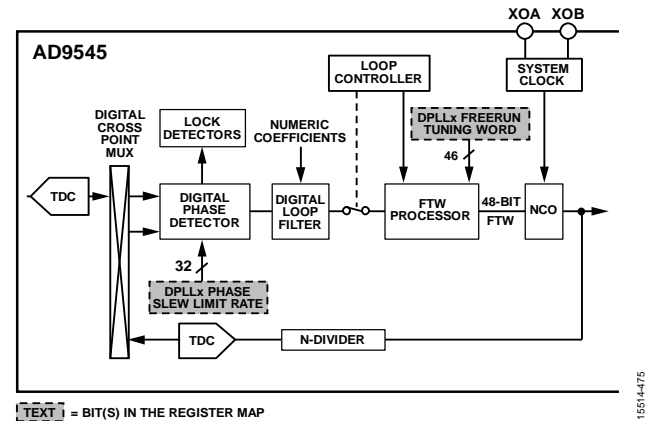 XOA XOB
AD9545
LOOP
CONTROLLER
SYSTEM
CLOCK
DIGITAL
CROSS
POINT
MUX
LOCK
DETECTORS
NUMERIC
COEFFICIENTS
DPLLx FREERUN
TUNING WORD
46
TDC
DIGITAL
PHASE
DETECTOR
DIGITAL
LOOP
FILTER
FTW
PROCESSOR
48-BIT
FTW
NCO
32
DPLLx PHASE
SLEW LIMIT RATE
TDC
N-DIVIDER
TEXT = BIT(S) IN THE REGISTER MAP
15514-475